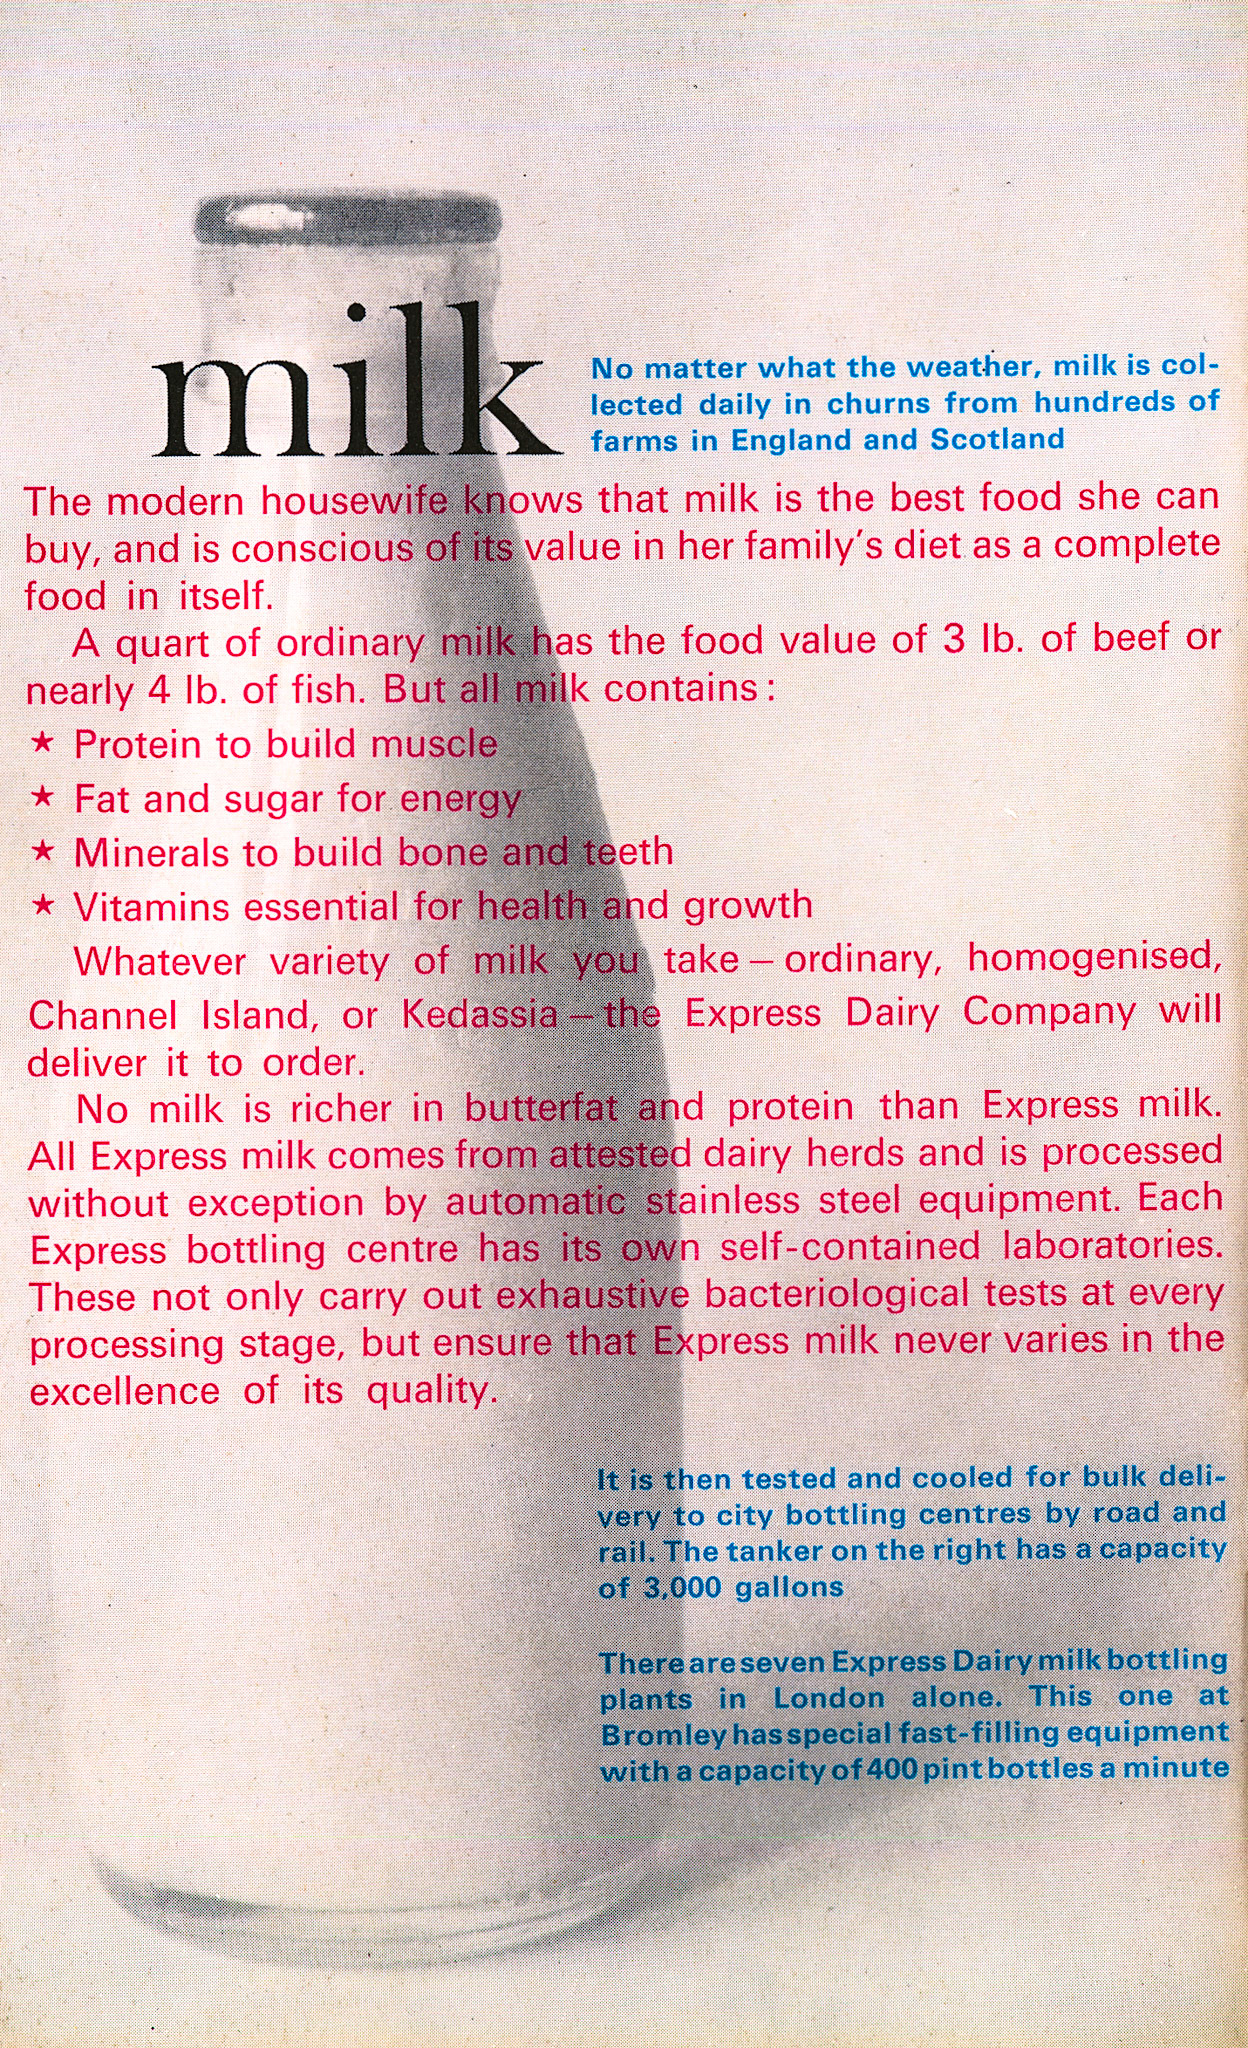 milk
No matter what the weather, milk is col-
lected daily in churns from hundreds of
farms in England and Scotland
The modern housewife knows that milk is the best food she can
buy, and is conscious of its value in her family's diet as a complete
food in itself.
A quart of ordinary milk has the food value of 3 lb. of beef or
nearly 4 lb. of fish. But all milk contains:
★ Protein to build muscle
★ Fat and sugar for energy
★ Minerals to build bone and teeth
★ Vitamins essential for health and growth
Whatever variety of milk you take – ordinary, homogenised,
Channel Island, or Kedassia – the Express Dairy Company will
deliver it to order.
No milk is richer in butterfat and protein than Express milk.
All Express milk comes from attested dairy herds and is processed
without exception by automatic stainless steel equipment. Each
Express bottling centre has its own self-contained laboratories.
These not only carry out exhaustive bacteriological tests at every
processing stage, but ensure that Express milk never varies in the
excellence of its quality.
It is then tested and cooled for bulk deli-
very to city bottling centres by road and
rail. The tanker on the right has a capacity
of 3,000 gallons
There are seven Express Dairy milk bottling
plants in London alone. This one at
Bromley has special fast-filling equipment
with a capacity of 400 pint bottles a minute